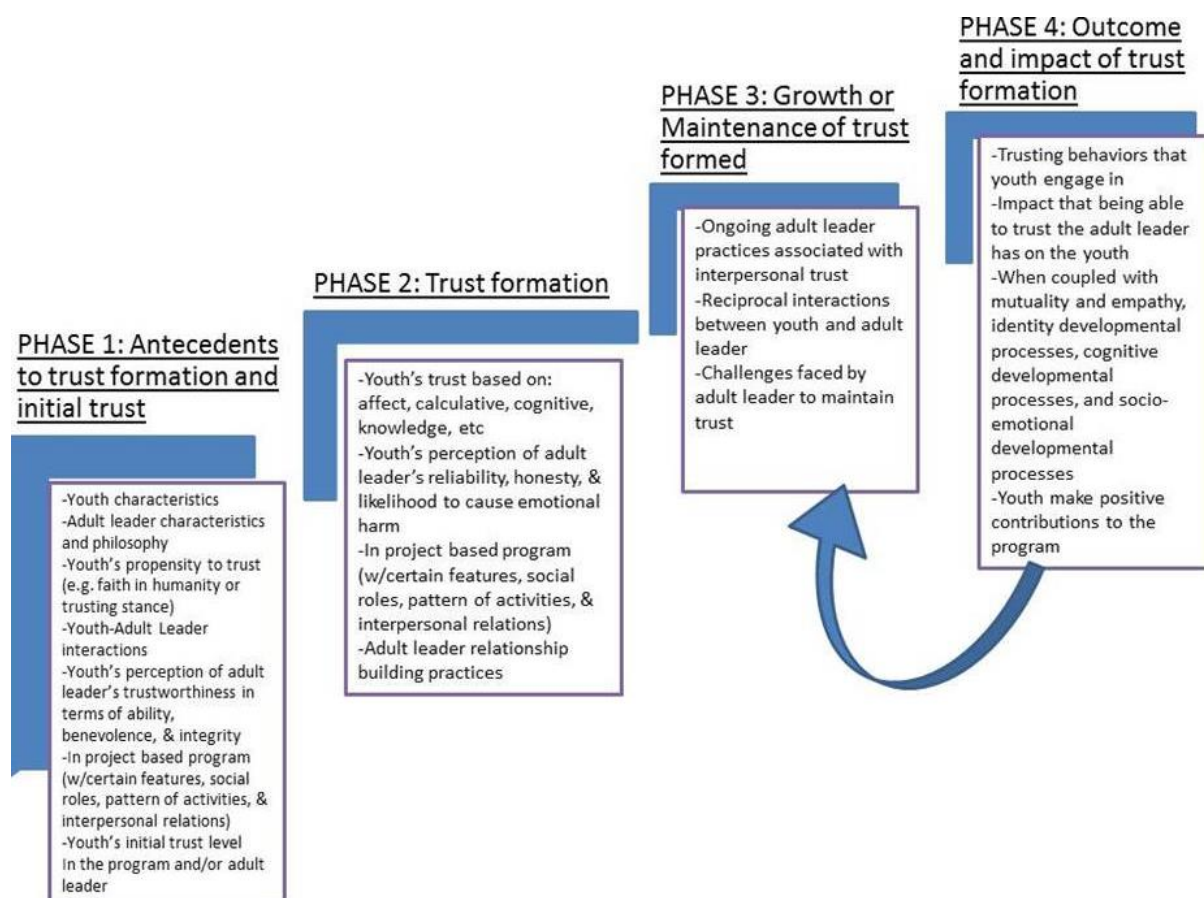 PHASE 1: Antecedents
to trust formation and
initial trust
-Youth characteristics
-Adult leader characteristics
and philosophy
-Youth's propensity to trust
(e.g. faith in humanity or
trusting stance)
-Youth-Adult Leader
interactions
-Youth's perception of adult
leader's trustworthiness in
terms of ability,
benevolence, & integrity
-In project based program
(w/certain features, social
roles, pattern of activities, &
interpersonal relations)
-Youth's initial trust level
In the program and/or adult
leader
PHASE 2: Trust formation
-Youth's trust based on:
affect, calculative, cognitive,
knowledge, etc
-Youth's perception of adult
leader's reliability, honesty, &
likelihood to cause emotional
harm
-In project based program
(w/certain features, social
roles, pattern of activities, &
interpersonal relations)
-Adult leader relationship
building practices
PHASE 3: Growth or
Maintenance of trust
formed
-Ongoing adult leader
practices associated with
interpersonal trust
-Reciprocal interactions
between youth and adult
leader
-Challenges faced by
adult leader to maintain
trust
PHASE 4: Outcome
and impact of trust
formation
-Trusting behaviors that
youth engage in
-Impact that being able
to trust the adult leader
has on the youth
-When coupled with
mutuality and empathy,
identity developmental
processes, cognitive
developmental
processes, and socio-
emotional
developmental
processes
-Youth make positive
contributions to the
program